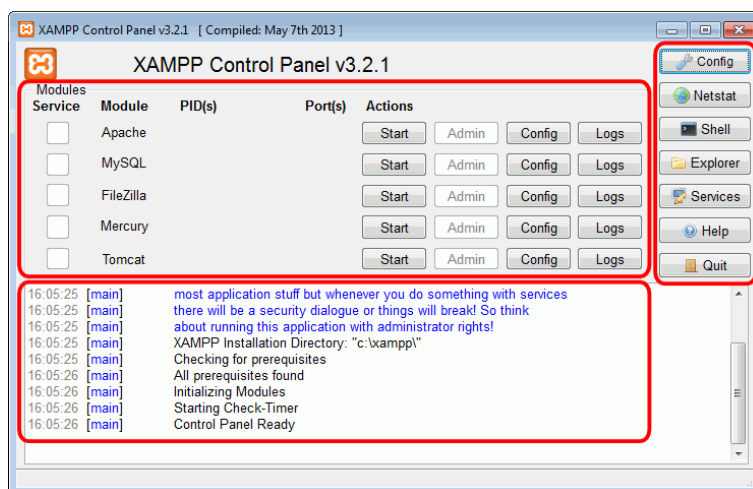 XAMPP Control Panel v3.2.1 [ Compiled: May 7th 2013 ]
XAMPP Control Panel v3.2.1
Config
Netstat
Shell
Explorer
Services
Help
Quit
Modules
Service Module PID(s) Port(s) Actions
Apache Start Admin Config Logs
MySQL Start Admin Config Logs
FileZilla Start Admin Config Logs
Mercury Start Admin Config Logs
Tomcat Start Admin Config Logs
16:05:25 [main] most application stuff but whenever you do something with services
16:05:25 [main] there will be a security dialogue or things will break! So think
16:05:25 [main] about running this application with administrator rights!
16:05:25 [main] XAMPP Installation Directory: "c:\xampp\"
16:05:25 [main] Checking for prerequisites
16:05:26 [main] All prerequisites found
16:05:26 [main] Initializing Modules
16:05:26 [main] Starting Check-Timer
16:05:26 [main] Control Panel Ready